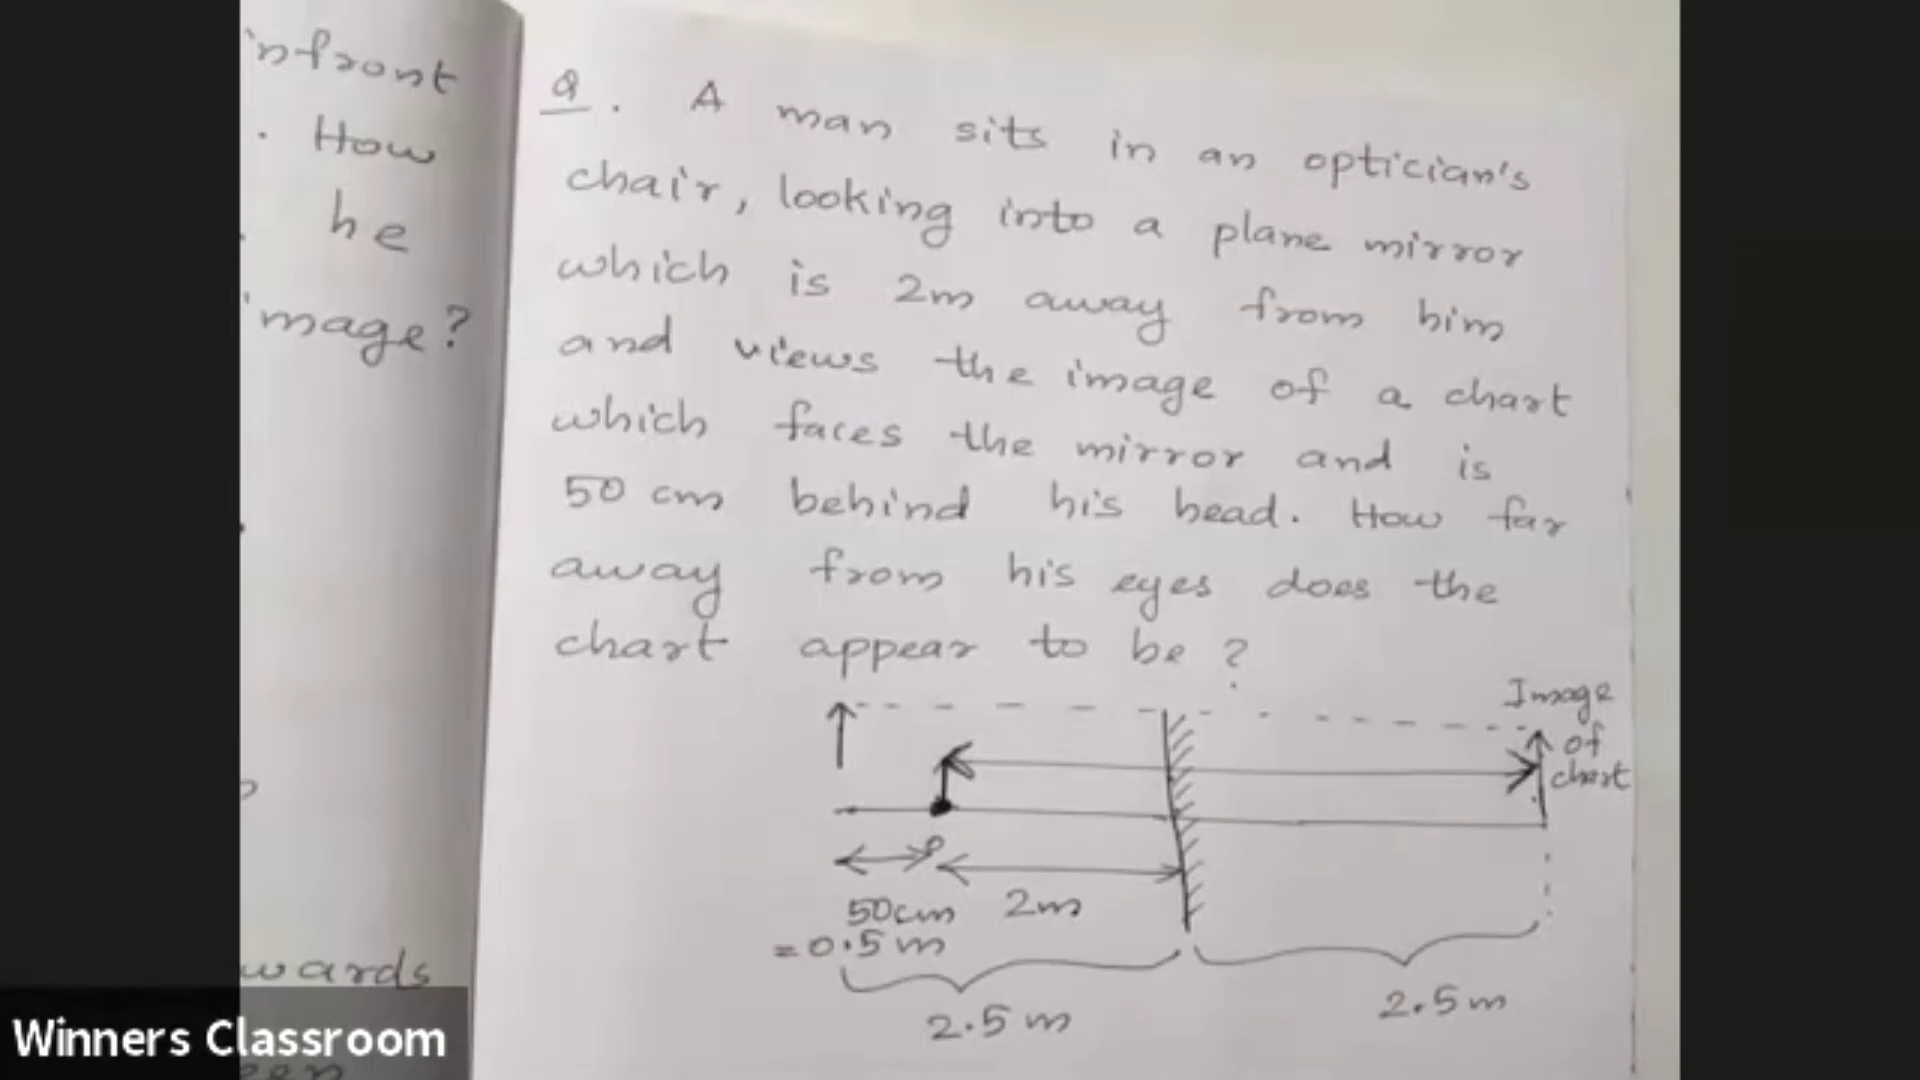 infront
. How
he
image?
Q. A man sits in an optician's
chair, looking into a plane mirror
which is 2m away from him
and views the image of a chart
which faces the mirror and is
50 cm behind his head. How far
away from his eyes does the
chart appear to be ?
Image
of
chart
50cm
2m
= 0.5 m
2.5 m
2.5 m
wards
Winners Classroom